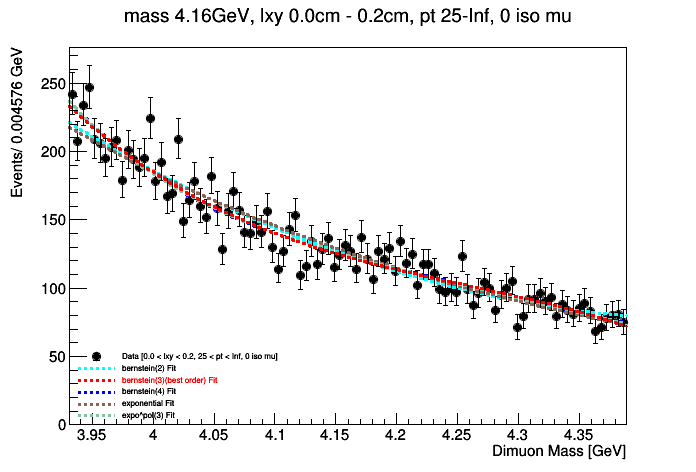 mass 4.16GeV, lxy 0.0cm - 0.2cm, pt 25-Inf, 0 iso mu
Events/ 0.004576 GeV
250
200
150
100
50
0
Data [0.0 < lxy < 0.2, 25 < pt < Inf, 0 iso mu]
bernstein(2) Fit
bernstein(3)(best order) Fit
bernstein(4) Fit
exponential Fit
expo*pol(3) Fit
3.95 4 4.05 4.1 4.15 4.2 4.25 4.3 4.35
Dimuon Mass [GeV]